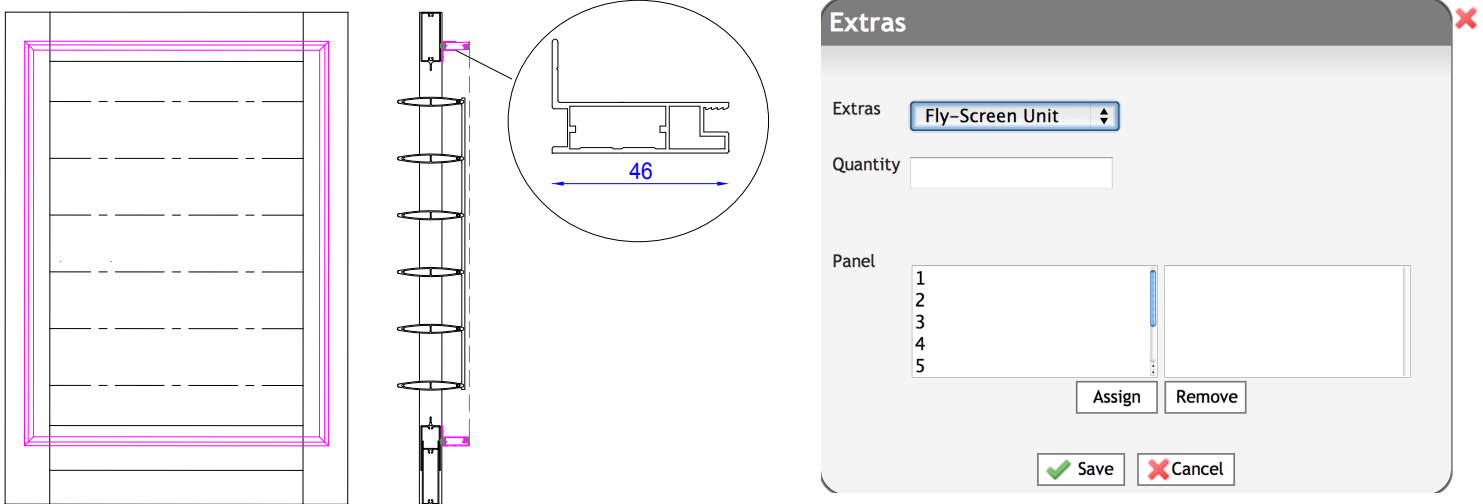 46
Extras
Extras
Fly-Screen Unit
Quantity
Panel
1
2
3
4
5
Assign
Remove
Save
Cancel